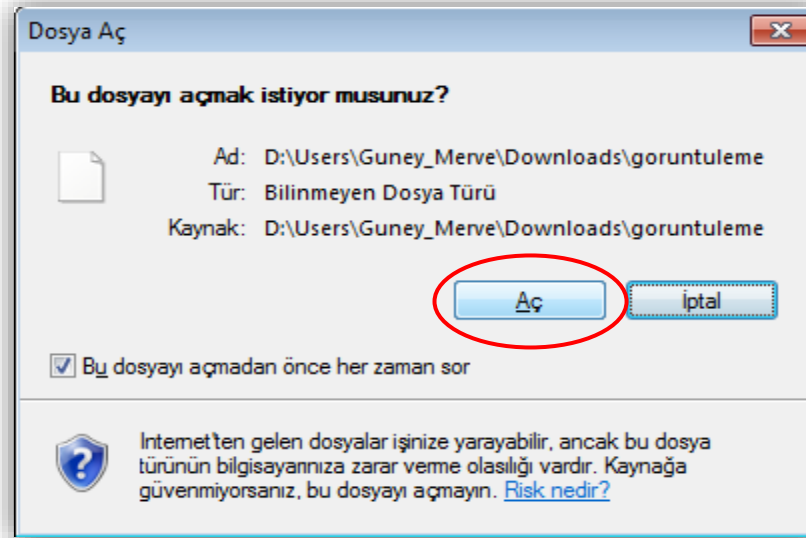 Dosya Aç
Bu dosyayı açmak istiyor musunuz?
Ad: D:\Users\Guney_Merve\Downloads\goruntuleme
Tür: Bilinmeyen Dosya Türü
Kaynak: D:\Users\Guney_Merve\Downloads\goruntuleme
Aç İptal
Bu dosyayı açmadan önce her zaman sor
Internet'ten gelen dosyalar işinize yarayabilir, ancak bu dosya
türünün bilgisayarınıza zarar verme olasılığı vardır. Kaynağa
güvenmiyorsanız, bu dosyayı açmayın. Risk nedir?